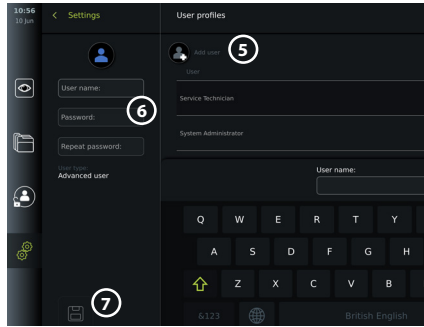 10:56
10 Jun
Settings
User profiles
Add user
5
User
User name:
Service Technician
6
Password:
System Administrator
Repeat password:
User type:
Advanced user
User name:
Q W E R T Y
A S D F G H
Z X C V B
7
&123
British English